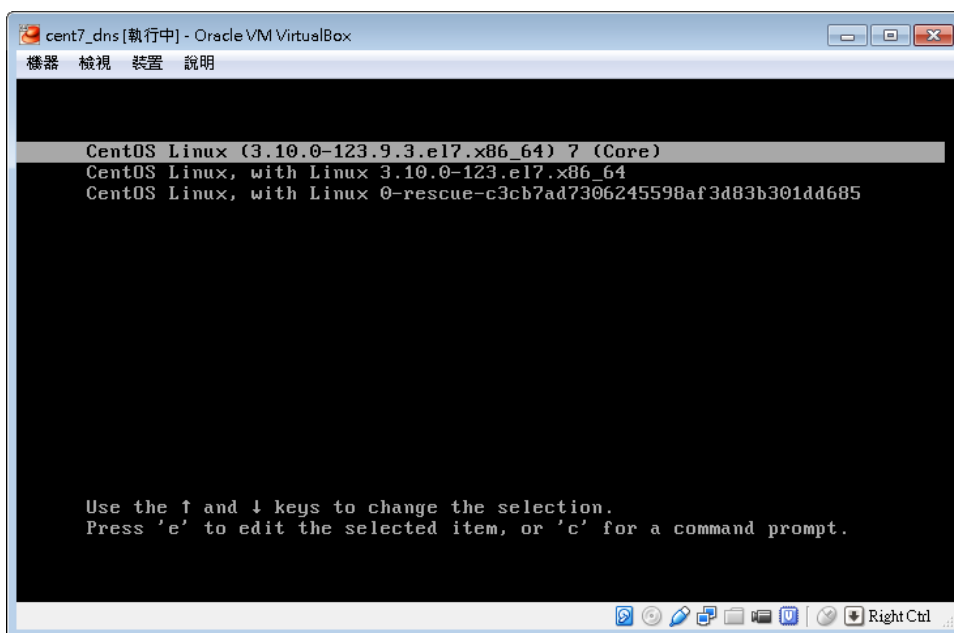 cent7_dns [執行中] - Oracle VM VirtualBox
機器 檢視 裝置 說明
CentOS Linux (3.10.0-123.9.3.el7.x86_64) 7 (Core)
CentOS Linux, with Linux 3.10.0-123.el7.x86_64
CentOS Linux, with Linux 0-rescue-c3cb7ad7306245598af3d83b301dd685
Use the ↑ and ↓ keys to change the selection.
Press 'e' to edit the selected item, or 'c' for a command prompt.
Right Ctrl